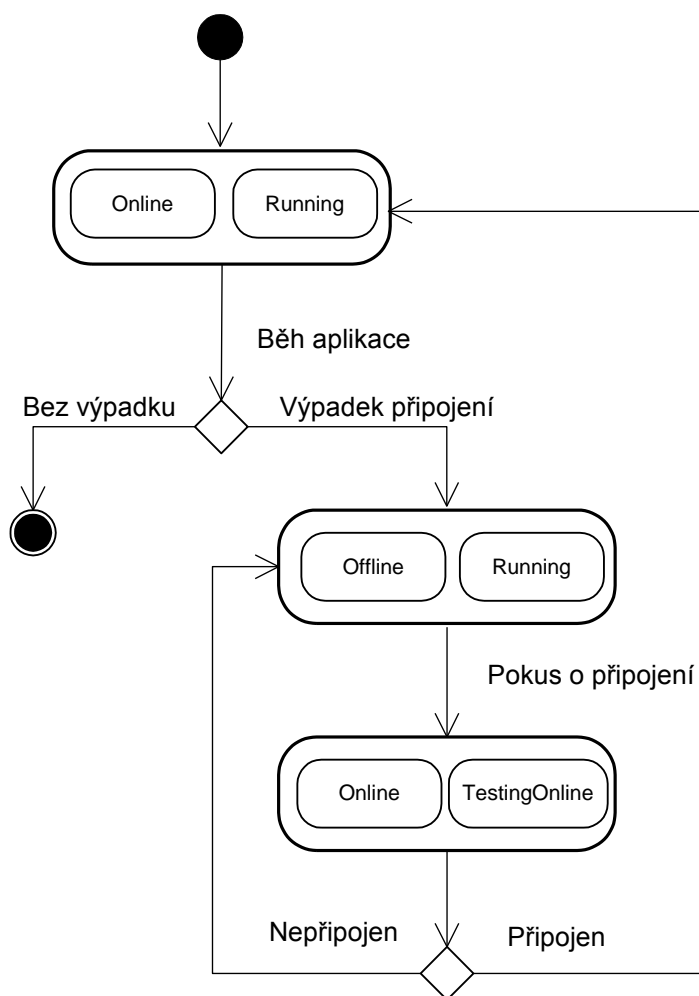 Online
Running
Běh aplikace
Bez výpadku
Výpadek připojení
Offline
Running
Pokus o připojení
Online
TestingOnline
Nepřipojen
Připojen